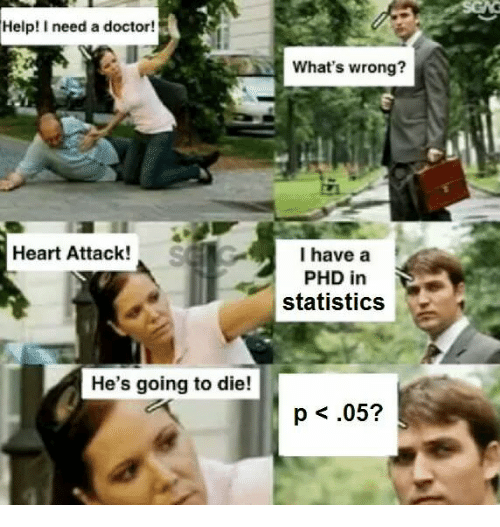 Help! I need a doctor!
What's wrong?
Heart Attack!
I have a
PHD in
statistics
He's going to die!
p < .05?